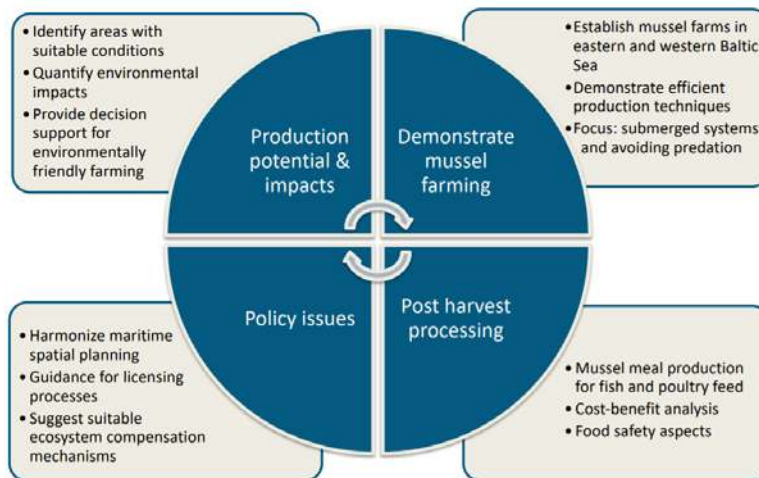 • Identify areas with
suitable conditions
• Quantify environmental
impacts
• Provide decision
support for
environmentally
friendly farming
Production
potential &
impacts
Demonstrate
mussel
farming
• Establish mussel farms in
eastern and western Baltic
Sea
• Demonstrate efficient
production techniques
• Focus: submerged systems
and avoiding predation
• Harmonize maritime
spatial planning
• Guidance for licensing
processes
• Suggest suitable
ecosystem compensation
mechanisms
Policy issues
Post harvest
processing
• Mussel meal production
for fish and poultry feed
• Cost-benefit analysis
• Food safety aspects